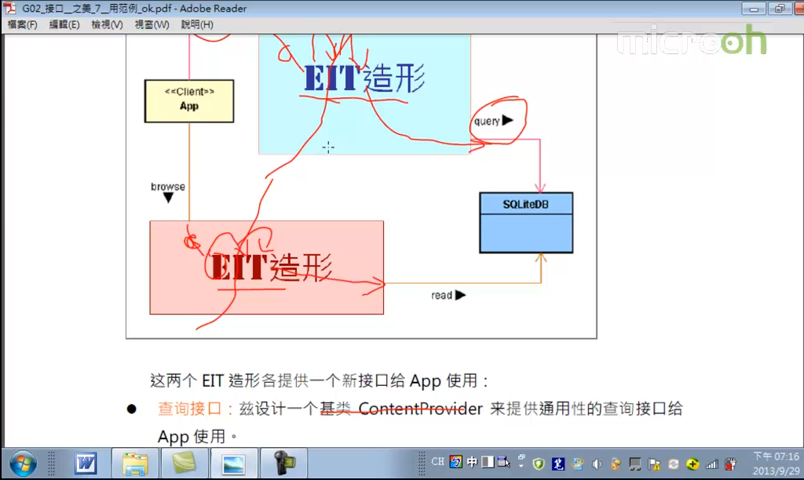 G02_接口__之美_7__用范例_ok.pdf - Adobe Reader
檔案(F) 編輯(E) 檢視(V) 視窗(W) 說明(H)
microoh
EIT造形
<<Client>>
App
query
browse
SQLiteDB
EIT造形
read
这两个 EIT 造形各提供一个新接口给 App 使用：
● 查询接口：兹设计一个基类 ContentProvider 来提供通用性的查询接口给
App 使用。
CH
下午 07:16
2013/9/29